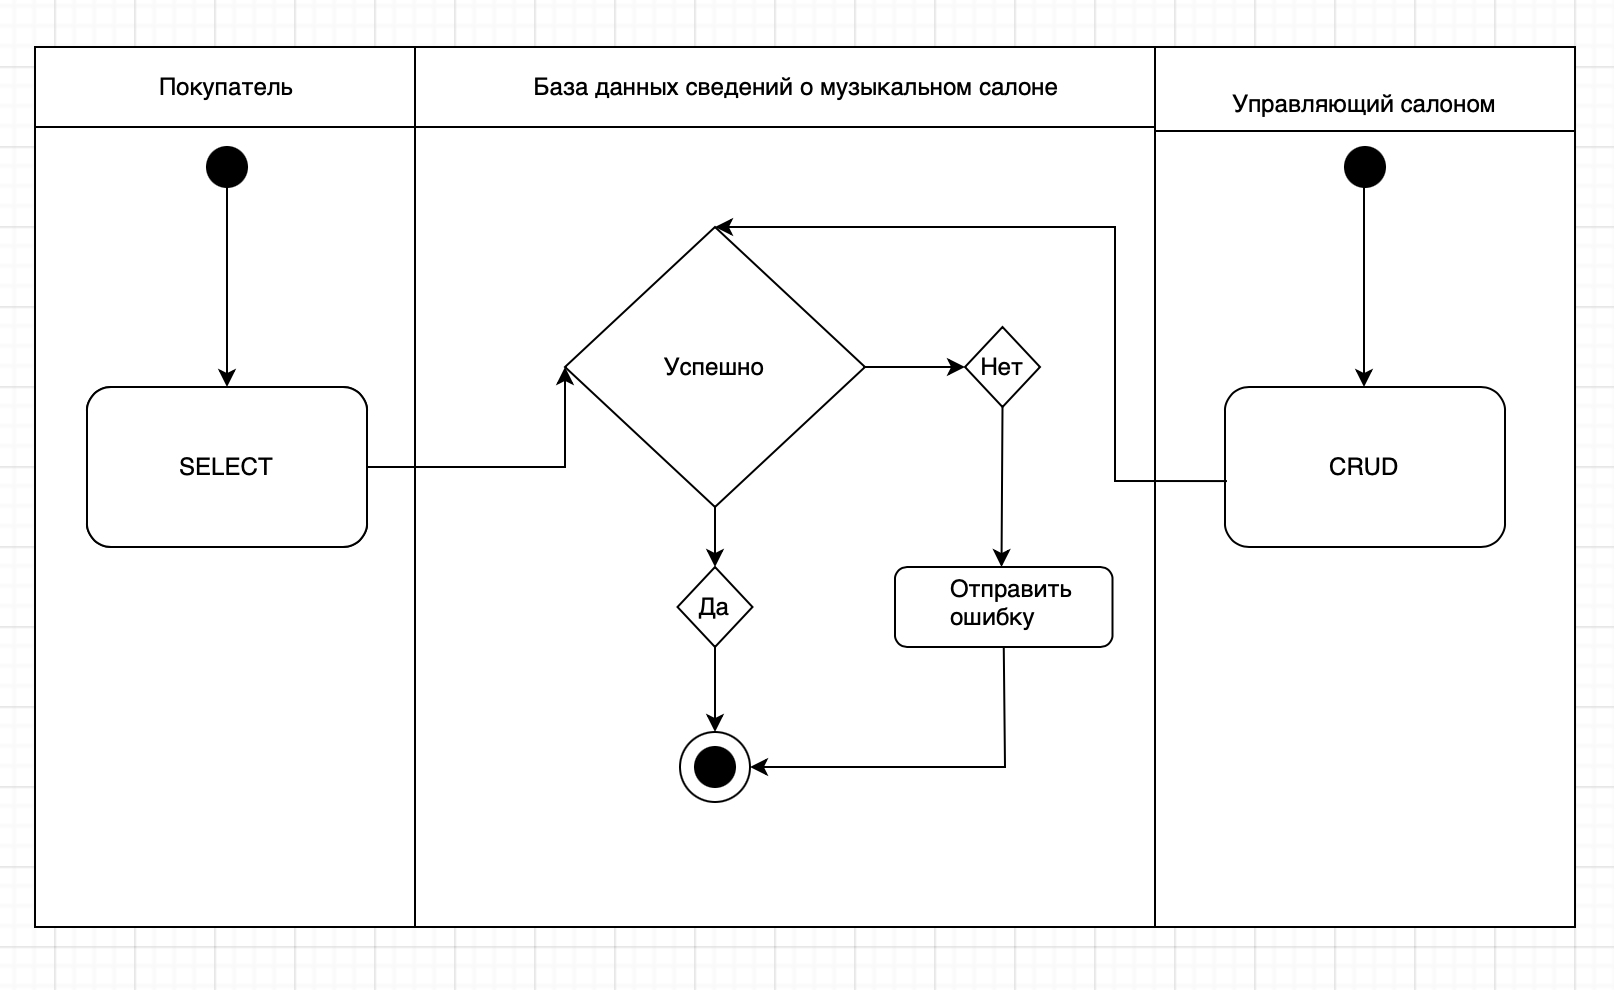 Покупатель
База данных сведений о музыкальном салоне
Управляющий салоном
Успешно
Нет
SELECT
CRUD
Да
Отправить
ошибку